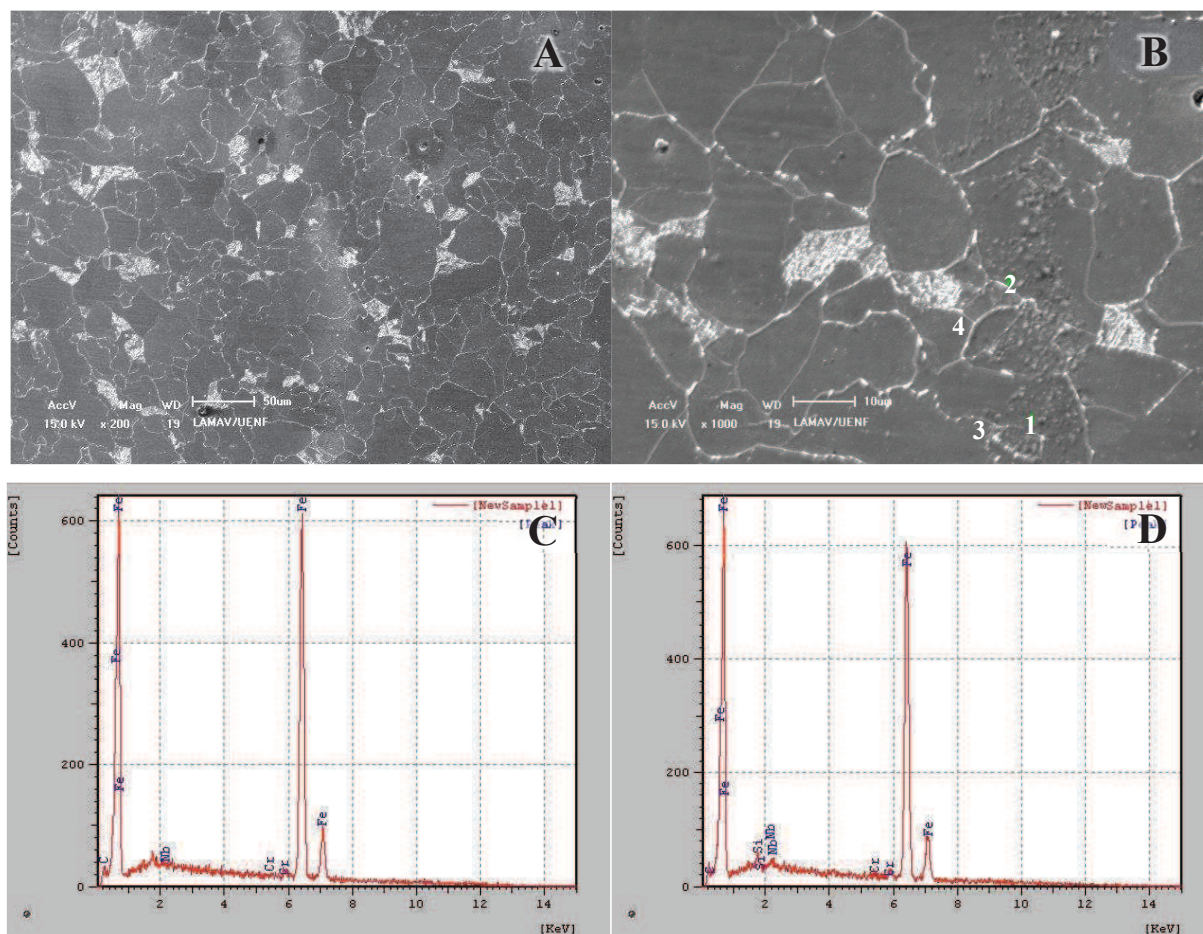 A
AccV Mag WD 50um
15.0 kV x 200 19 LAMAV/UENF
B
2
4
3
1
AccV Mag WD 10um
15.0 kV x 1000 19 LAMAV/UENF
[Counts]
600
400
200
0
Fe
Fe
Fe
C
Nb
Cr
Fe
Fe
[NewSample1]
C
2
4
6
8
10
12
14
[KeV]
[Counts]
600
400
200
0
Fe
Fe
Fe
Si
Si
Nb
Nb
Cr
Fe
Fe
[NewSample1]
D
2
4
6
8
10
12
14
[KeV]